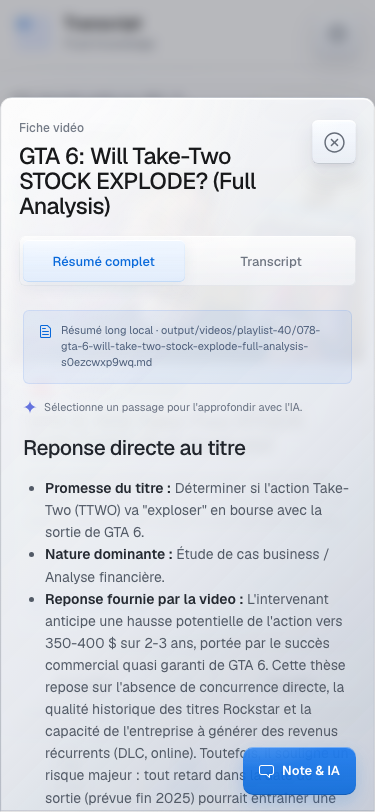 Transcript
Fiche vidéo
GTA 6: Will Take-Two
STOCK EXPLODE? (Full
Analysis)
Résumé complet
Transcript
Résumé long local · output/videos/playlist-40/078-
gta-6-will-take-two-stock-explode-full-analysis-
s0ezcwxp9wq.md
Sélectionne un passage pour l'approfondir avec l'IA.
Reponse directe au titre
Promesse du titre : Déterminer si l'action Take-
Two (TTWO) va "exploser" en bourse avec la
sortie de GTA 6.
Nature dominante : Étude de cas business /
Analyse financière.
Reponse fournie par la video : L'intervenant
anticipe une hausse potentielle de l'action vers
350-400 $ sur 2-3 ans, portée par le succès
commercial quasi garanti de GTA 6. Cette thèse
repose sur l'absence de concurrence directe, la
qualité historique des titres Rockstar et la
capacité de l'entreprise à générer des revenus
récurrents (DLC, online).
risque majeur : tout retard dans
sortie (prévue fin 2025) pourrait entraîner une
Note & IA